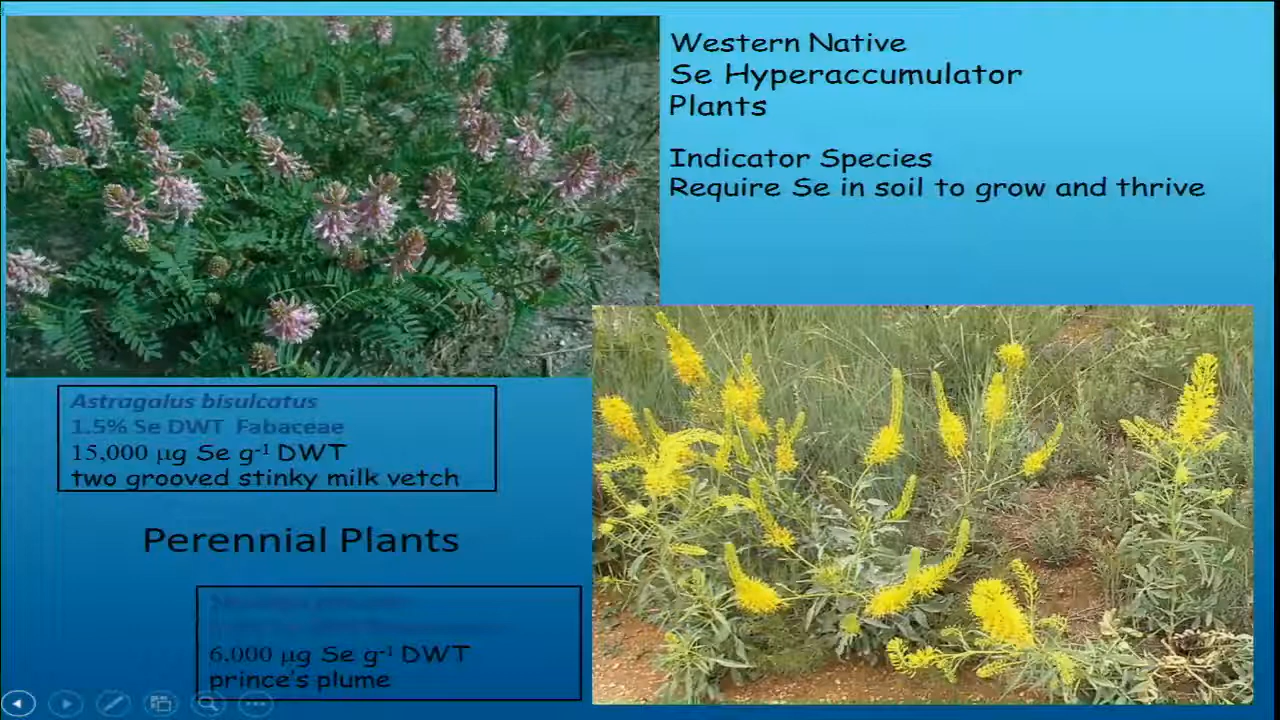 Western Native
Se Hyperaccumulator
Plants
Indicator Species
Require Se in soil to grow and thrive
Astragalus bisulcatus
1.5% Se DWT Fabaceae
15,000 µg Se g⁻¹ DWT
two grooved stinky milk vetch
Perennial Plants
6,000 µg Se g⁻¹ DWT
prince's plume